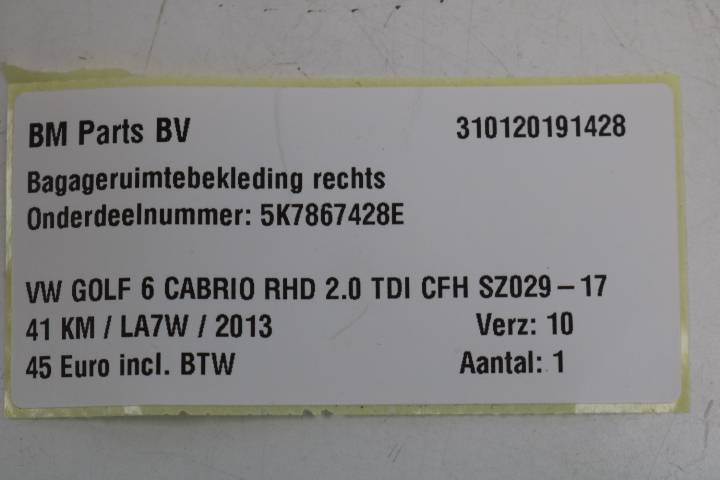 BM Parts BV 310120191428
Bagageruimtebekleding rechts
Onderdeelnummer: 5K7867428E
VW GOLF 6 CABRIO RHD 2.0 TDI CFH SZ029-17
41 KM / LA7W / 2013 Verz: 10
45 Euro incl. BTW Aantal: 1